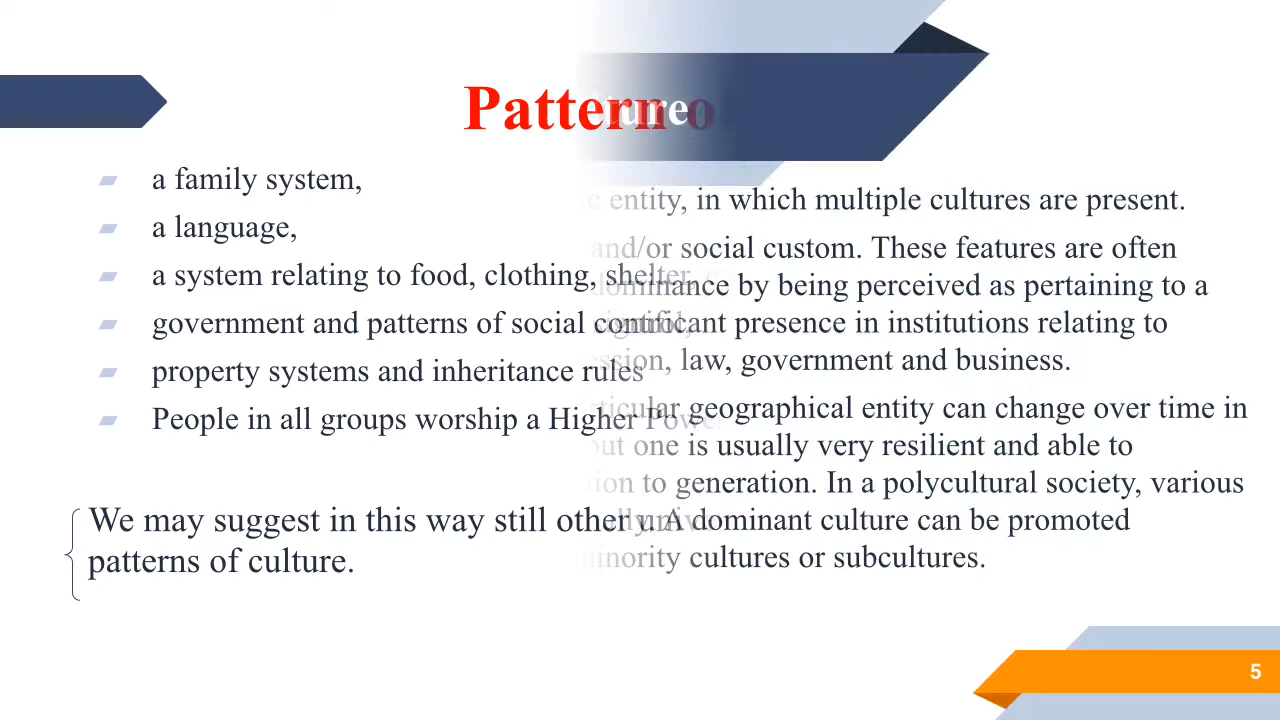 Pattern o
ture
a family system,
a language,
a system relating to food, clothing, shelter,
government and patterns of social control,
property systems and inheritance rules
People in all groups worship a Higher Power
We may suggest in this way still other
patterns of culture.
entity, in which multiple cultures are present.
and/or social custom. These features are often
dominance by being perceived as pertaining to a
significant presence in institutions relating to
ession, law, government and business.
ticular geographical entity can change over time in
but one is usually very resilient and able to
tion to generation. In a polycultural society, various
A dominant culture can be promoted
minority cultures or subcultures.
5